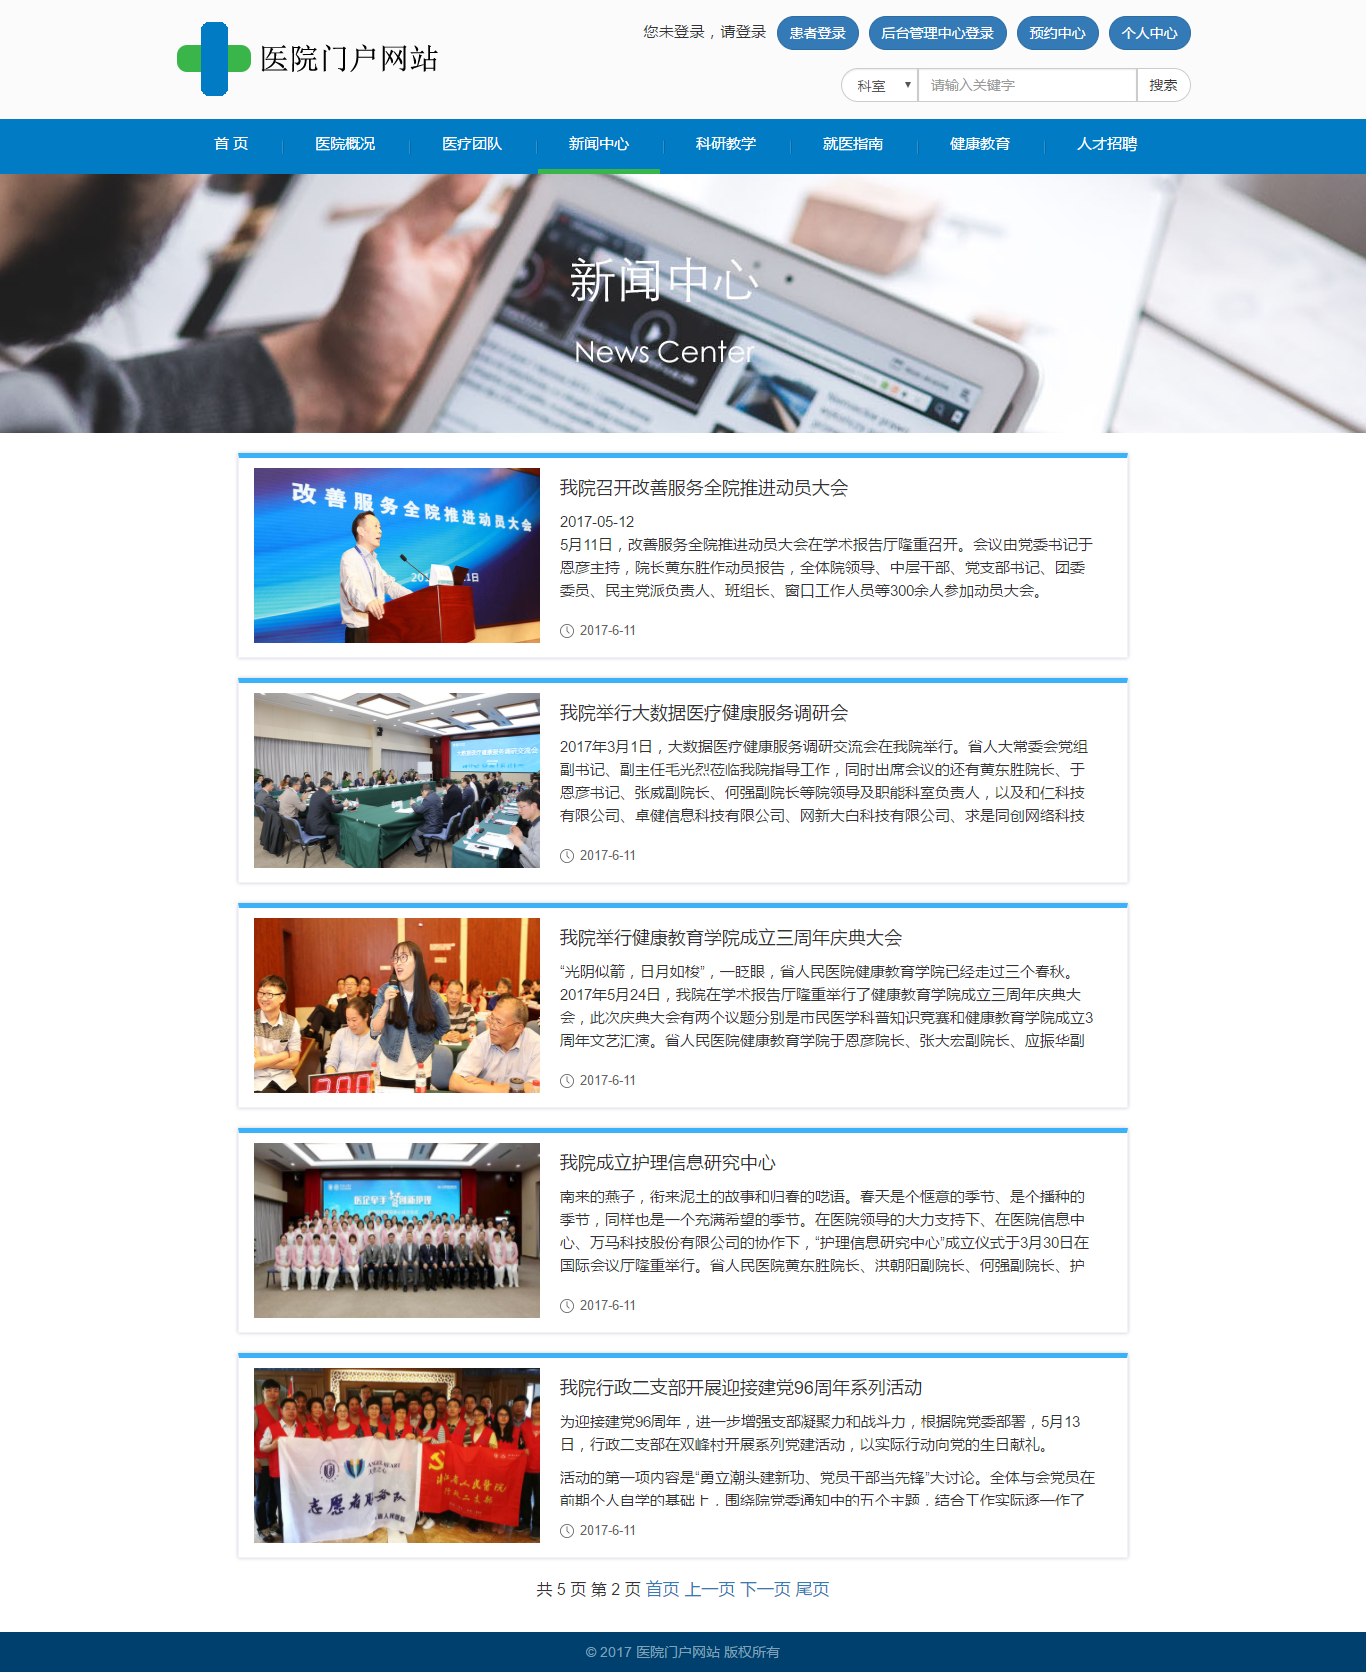 您未登录，请登录 患者登录 后台管理中心登录 预约中心 个人中心
医院门户网站
科室 请输入关键字 搜索
首 页 医院概况 医疗团队 新闻中心 科研教学 就医指南 健康教育 人才招聘
新闻中心
News Center
改善服务全院推进动员大会
我院召开改善服务全院推进动员大会
2017-05-12
5月11日，改善服务全院推进动员大会在学术报告厅隆重召开。会议由党委书记于
恩彦主持，院长黄东胜作动员报告，全体院领导、中层干部、党支部书记、团委
委员、民主党派负责人、班组长、窗口工作人员等300余人参加动员大会。
2017-6-11
大数据医疗健康服务调研交流会
我院举行大数据医疗健康服务调研会
2017年3月1日，大数据医疗健康服务调研交流会在我院举行。省人大常委会党组
副书记、副主任毛光烈莅临我院指导工作，同时出席会议的还有黄东胜院长、于
恩彦书记、张威副院长、何强副院长等院领导及职能科室负责人，以及和仁科技
有限公司、卓健信息科技有限公司、网新大白科技有限公司、求是同创网络科技
2017-6-11
200
我院举行健康教育学院成立三周年庆典大会
“光阴似箭，日月如梭”，一眨眼，省人民医院健康教育学院已经走过三个春秋。
2017年5月24日，我院在学术报告厅隆重举行了健康教育学院成立三周年庆典大
会，此次庆典大会有两个议题分别是市民医学科普知识竞赛和健康教育学院成立3
周年文艺汇演。省人民医院健康教育学院于恩彦院长、张大宏副院长、应振华副
2017-6-11
我院成立护理信息研究中心
南来的燕子，衔来泥土的故事和归春的呓语。春天是个惬意的季节、是个播种的
季节，同样也是一个充满希望的季节。在医院领导的大力支持下、在医院信息中
心、万马科技股份有限公司的协作下，“护理信息研究中心”成立仪式于3月30日在
国际会议厅隆重举行。省人民医院黄东胜院长、洪朝阳副院长、何强副院长、护
2017-6-11
志愿者服务队
我院行政二支部开展迎接建党96周年系列活动
为迎接建党96周年，进一步增强支部凝聚力和战斗力，根据院党委部署，5月13
日，行政二支部在双峰村开展系列党建活动，以实际行动向党的生日献礼。
活动的第一项内容是“勇立潮头建新功、党员干部当先锋”大讨论。全体与会党员在
前期个人自学的基础上，围绕院党委通知中的五个主题，结合工作实际逐一作了
2017-6-11
共 5 页 第 2 页 首页 上一页 下一页 尾页
© 2017 医院门户网站 版权所有